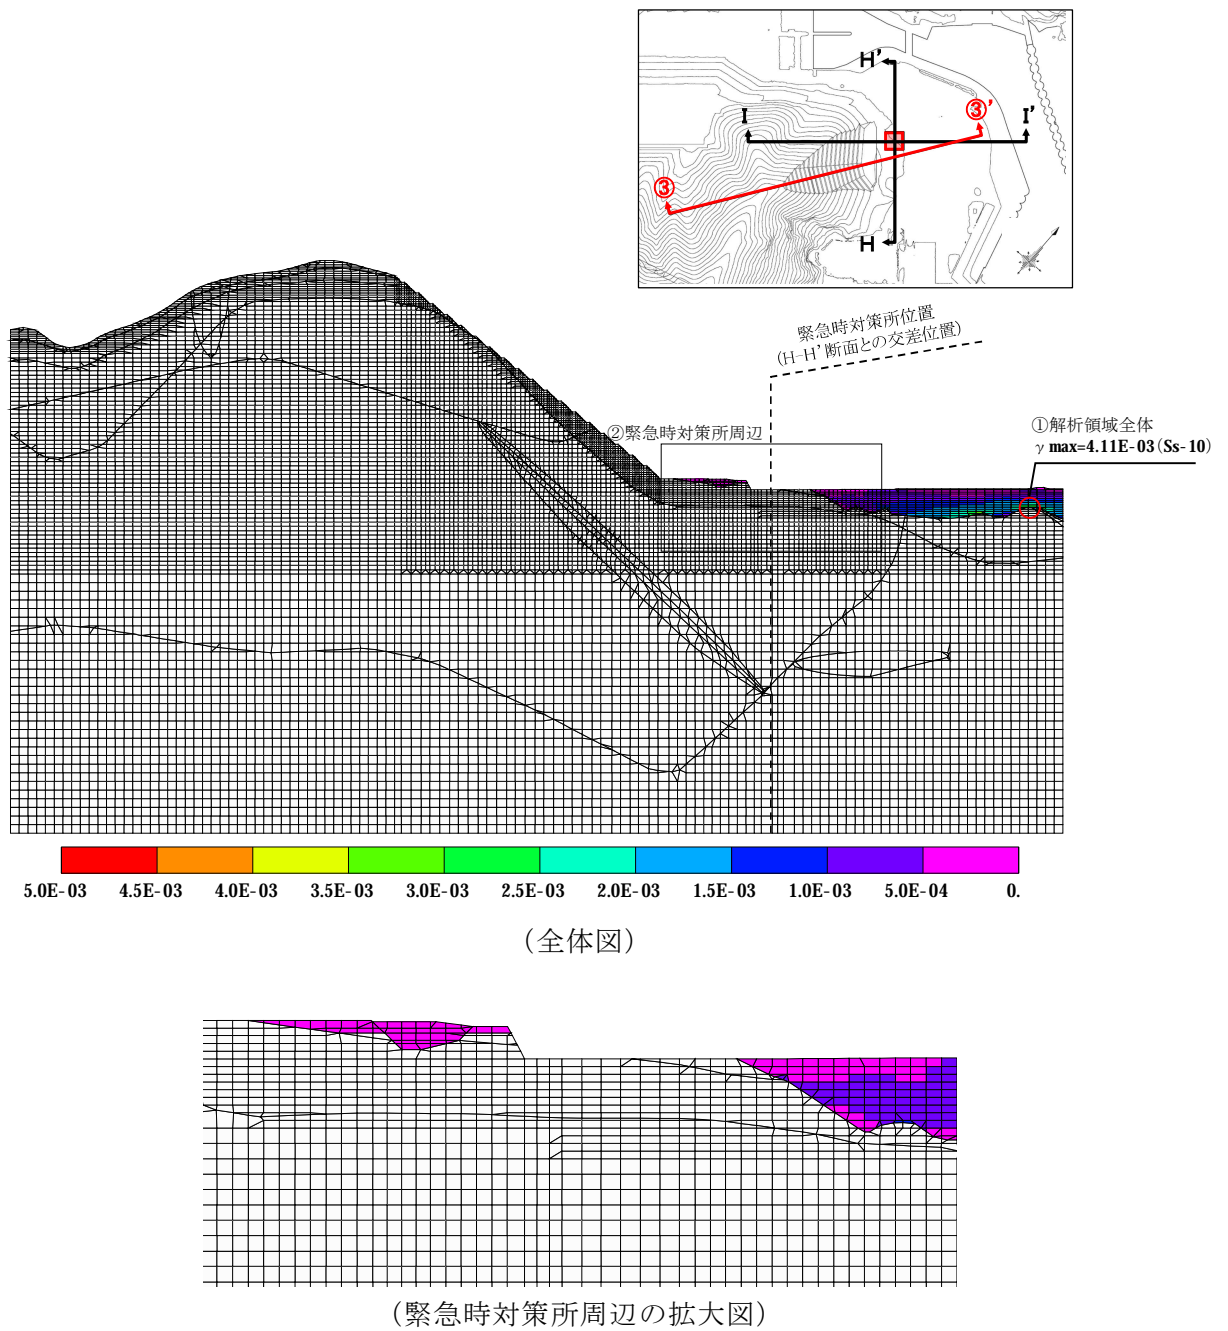 H'
③'
I
I'
③
H
緊急時対策所位置
(H-H'断面との交差位置)
①解析領域全体
γ max=4.11E-03(Ss-10)
②緊急時対策所周辺
5.0E-03 4.5E-03 4.0E-03 3.5E-03 3.0E-03 2.5E-03 2.0E-03 1.5E-03 1.0E-03 5.0E-04 0.
(全体図)
(緊急時対策所周辺の拡大図)